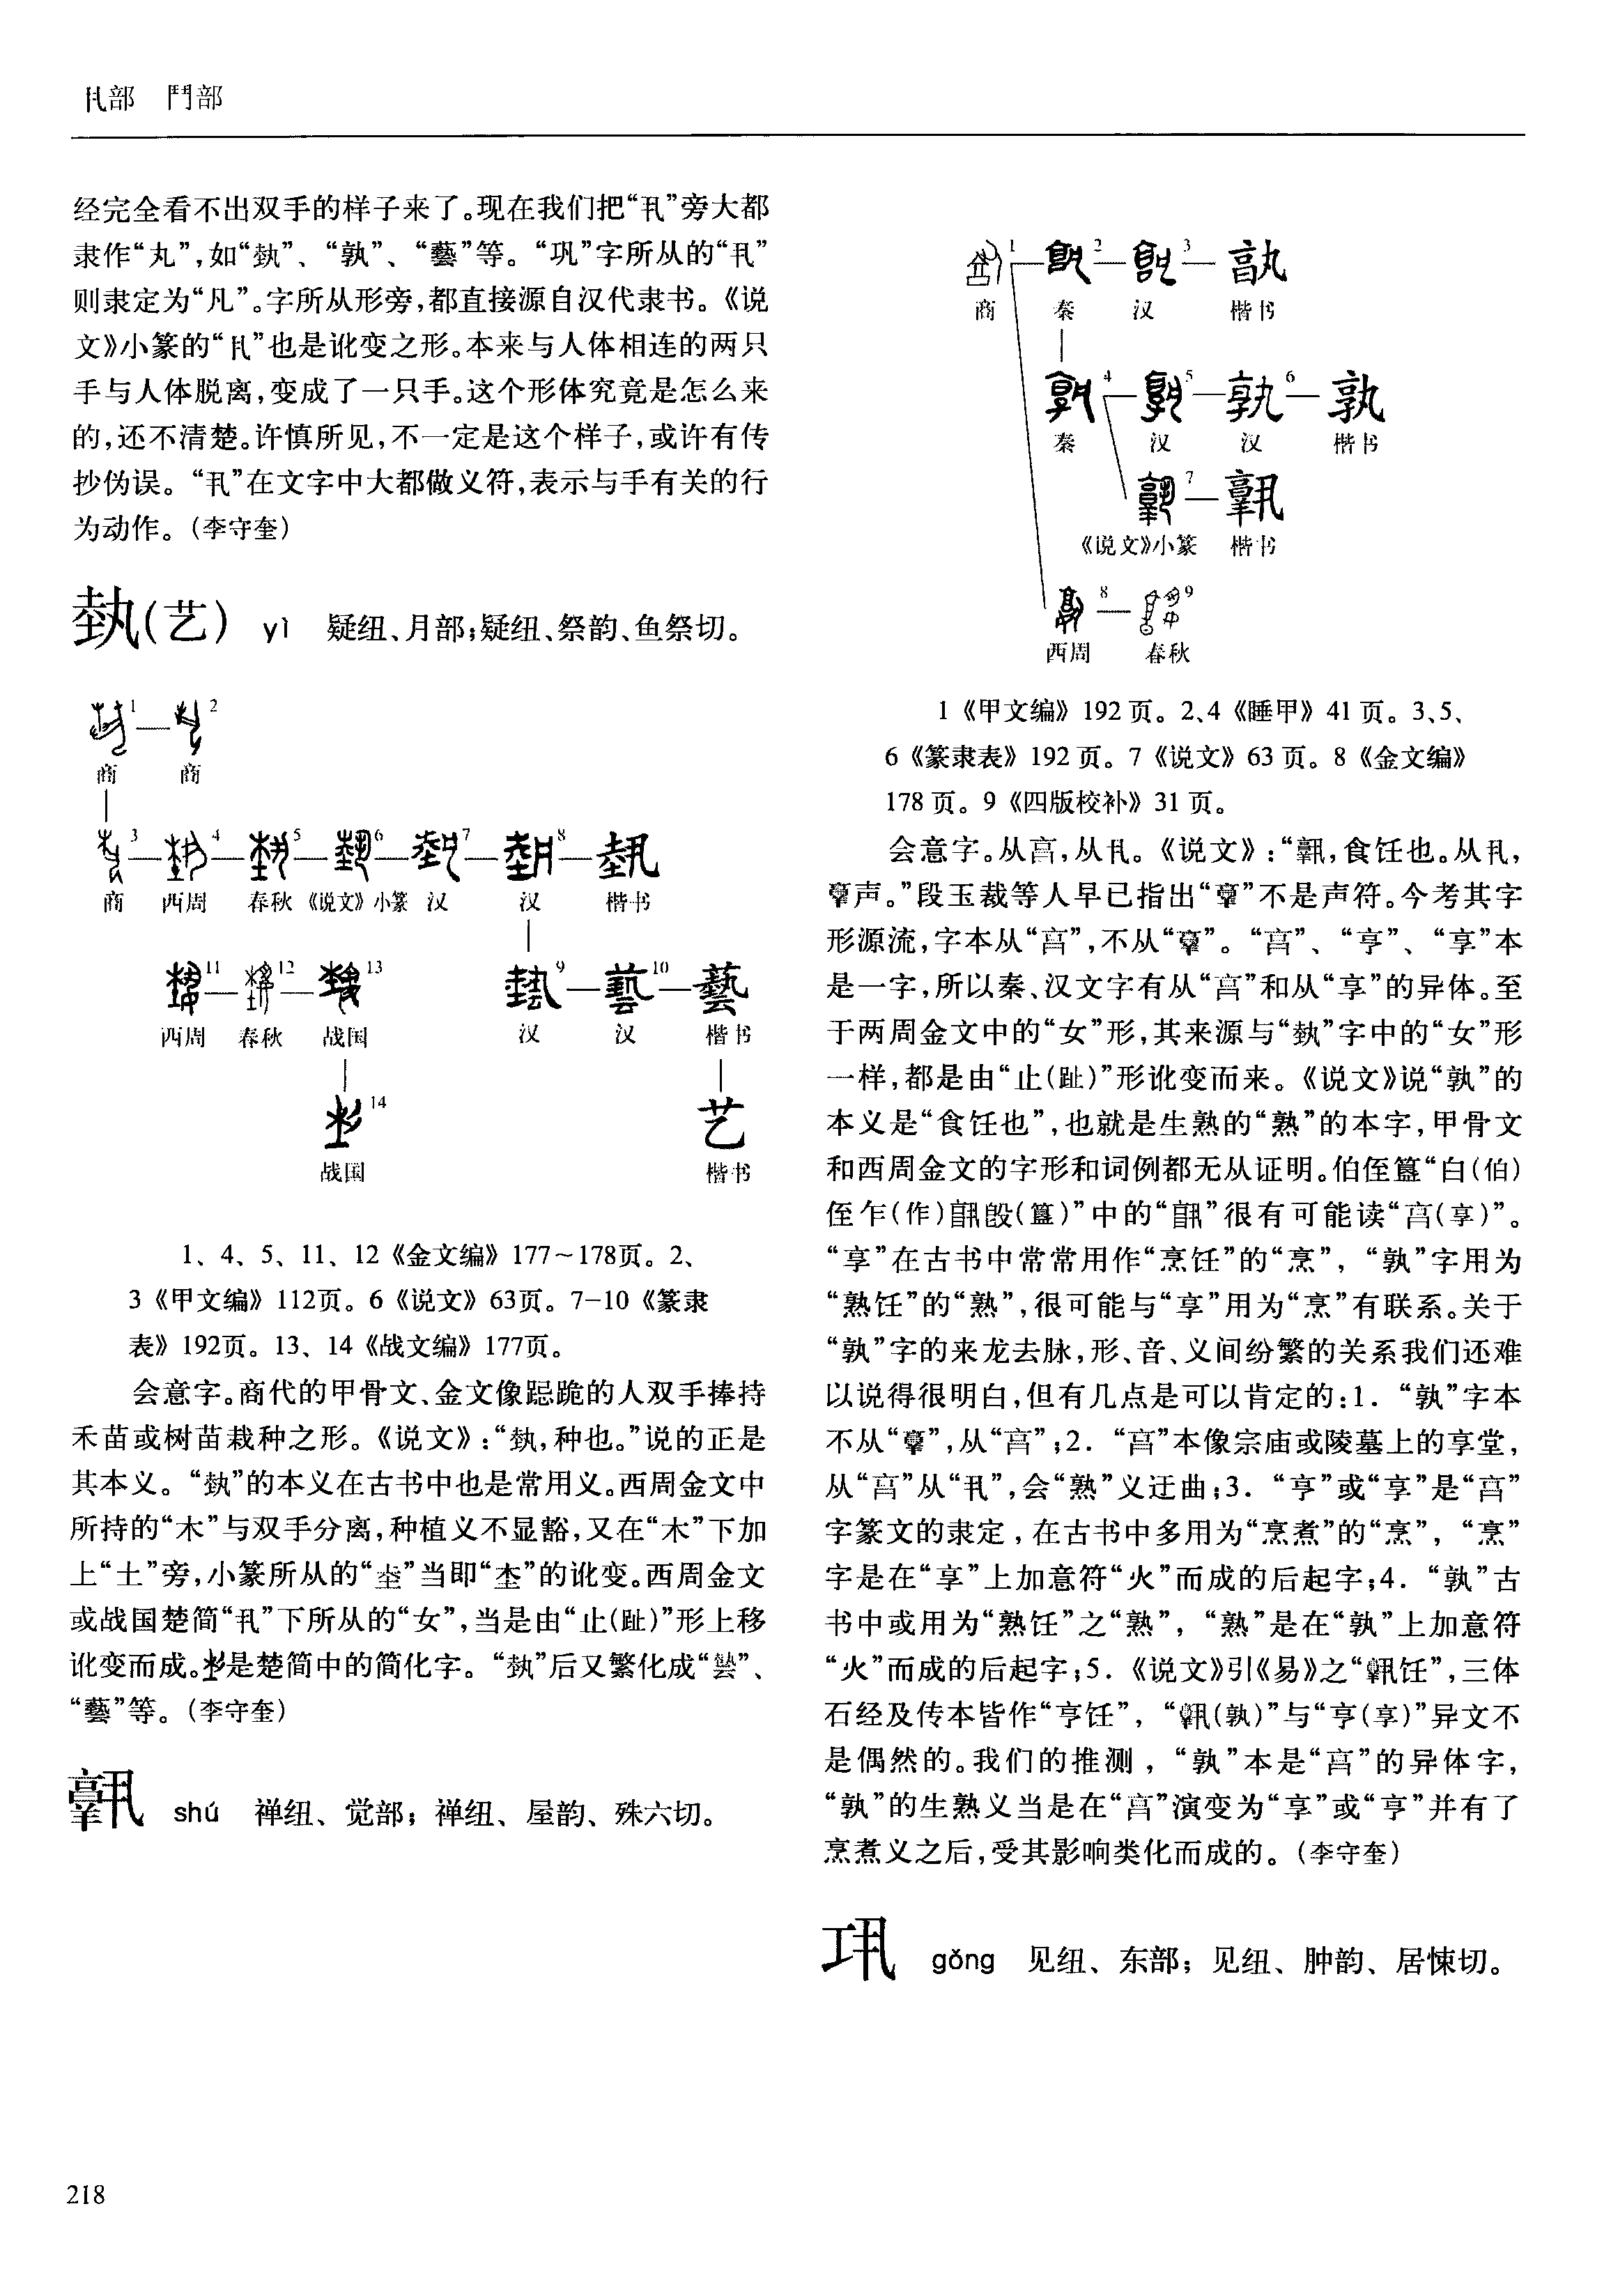 丮部 鬥部
经完全看不出双手的样子来了。现在我们把“丮”旁大都
隶作“丸”,如“埶”、“孰”、“藝”等。“巩”字所从的“丮”
则隶定为“凡”。字所从形旁,都直接源自汉代隶书。《说
文》小篆的“丮”也是讹变之形。本来与人体相连的两只
手与人体脱离,变成了一只手。这个形体究竟是怎么来
的,还不清楚。许慎所见,不一定是这个样子,或许有传
抄伪误。“丮”在文字中大都做义符,表示与手有关的行
为动作。(李守奎)
埶(艺) yì 疑纽、月部;疑纽、祭韵、鱼祭切。
1 2
商 商
3 4 5 6 7 8
商 西周 春秋 《说文》小篆 汉 汉 楷书
11 12 13 9 10 藝
西周 春秋 战国 汉 汉 楷书
14 艺
战国 楷书
1、4、5、11、12《金文编》177~178页。2、
3《甲文编》112页。6《说文》63页。7-10《篆隶
表》192页。13、14《战文编》177页。
会意字。商代的甲骨文、金文像跽跪的人双手捧持
禾苗或树苗栽种之形。《说文》:“埶,种也。”说的正是
其本义。“埶”的本义在古书中也是常用义。西周金文中
所持的“木”与双手分离,种植义不显豁,又在“木”下加
上“土”旁,小篆所从的“坴”当即“杢”的讹变。西周金文
或战国楚简“丮”下所从的“女”,当是由“止(趾)”形上移
讹变而成。是楚简中的简化字。“埶”后又繁化成“蓺”、
“藝”等。(李守奎)
𩰤 shú 禅纽、觉部;禅纽、屋韵、殊六切。
1 2 3
商 秦 汉 楷书
4 5 孰 6 孰
秦 汉 汉 楷书
7
《说文》小篆 楷书
8 9
西周 春秋
1《甲文编》192页。2,4《睡甲》41页。3、5、
6《篆隶表》192页。7《说文》63页。8《金文编》
178页。9《四版校补》31页。
会意字。从亯,从丮。《说文》:“𩰤,食饪也。从丮,
𦎧声。”段玉裁等人早已指出“𦎧”不是声符。今考其字
形源流,字本从“亯”,不从“𦎧”。“亯”、“亨”、“享”本
是一字,所以秦、汉文字有从“亯”和从“享”的异体。至
于两周金文中的“女”形,其来源与“埶”字中的“女”形
一样,都是由“止(趾)”形讹变而来。《说文》说“孰”的
本义是“食饪也”,也就是生熟的“熟”的本字,甲骨文
和西周金文的字形和词例都无从证明。伯侄簋“白(伯)
侄乍(作)毁(簋)”中的“”很有可能读“亯(享)”。
“享”在古书中常常用作“烹饪”的“烹”,“孰”字用为
“熟饪”的“熟”,很可能与“享”用为“烹”有联系。关于
“孰”字的来龙去脉,形、音、义间纷繁的关系我们还难
以说得很明白,但有几点是可以肯定的:1.“孰”字本
不从“𦎧”,从“亯”;2.“亯”本像宗庙或陵墓上的享堂,
从“亯”从“丮”,会“熟”义迂曲;3.“亨”或“享”是“亯”
字篆文的隶定,在古书中多用为“烹煮”的“烹”,“烹”
字是在“享”上加意符“火”而成的后起字;4.“孰”古
书中或用为“熟饪”之“熟”,“熟”是在“孰”上加意符
“火”而成的后起字;5.《说文》引《易》之“𩰤饪”,三体
石经及传本皆作“亨饪”,“𩰤(孰)”与“亨(享)”异文不
是偶然的。我们的推测,“孰”本是“亯”的异体字,
“孰”的生熟义当是在“亯”演变为“享”或“亨”并有了
烹煮义之后,受其影响类化而成的。(李守奎)
巩 gǒng 见纽、东部;见纽、肿韵、居悚切。
218